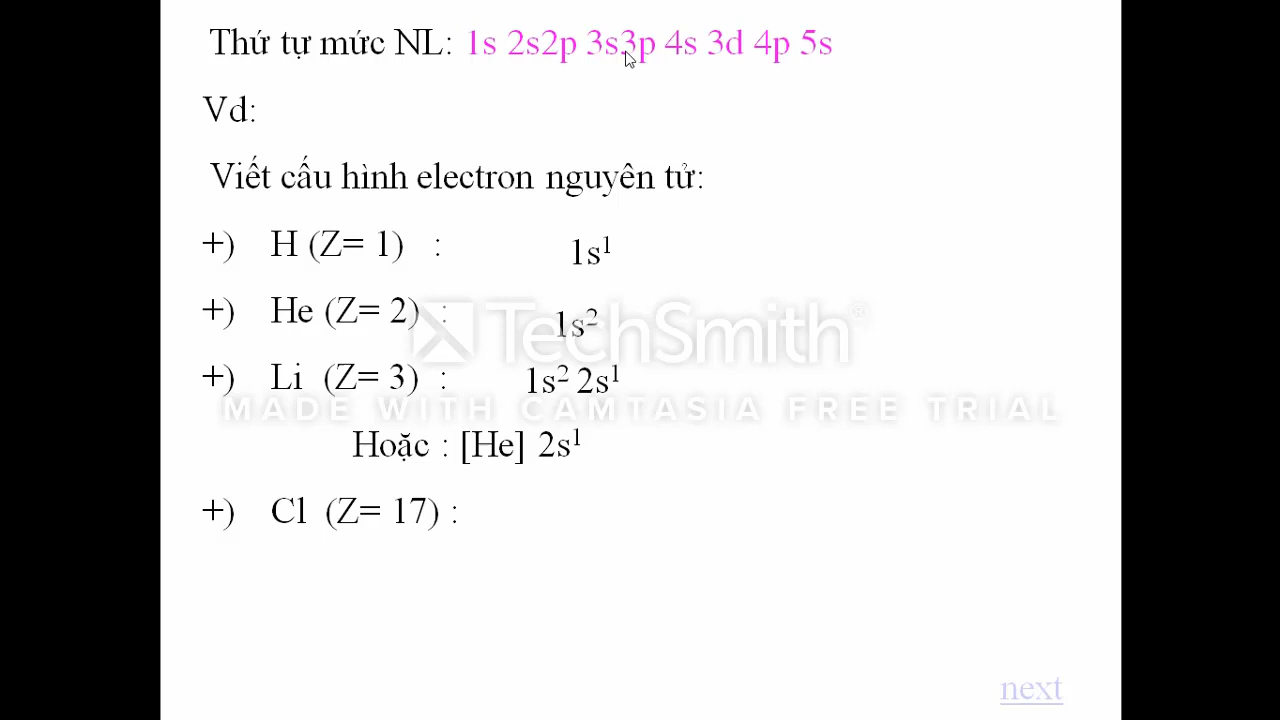 Thứ tự mức NL: 1s 2s2p 3s3p 4s 3d 4p 5s
Vd:
Viết cấu hình electron nguyên tử:
+) H (Z= 1) : 1s¹
+) He (Z= 2) : 1s²
TechSmith®
+) Li (Z= 3) : 1s² 2s¹
MADE WITH CAMTASIA FREE TRIAL
Hoặc : [He] 2s¹
+) Cl (Z= 17) :
next